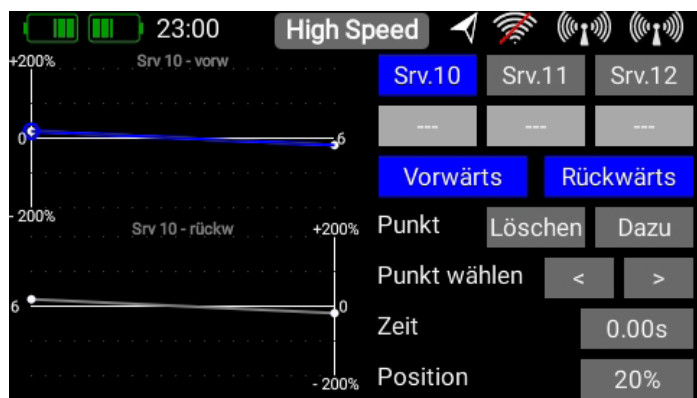 23:00 High Speed
+200% Srv 10 - vorw
0 6
- 200%
Srv 10 - rückw +200%
6 0
- 200%
Srv.10 Srv.11 Srv.12
--- --- ---
Vorwärts Rückwärts
Punkt Löschen Dazu
Punkt wählen < >
Zeit 0.00s
Position 20%